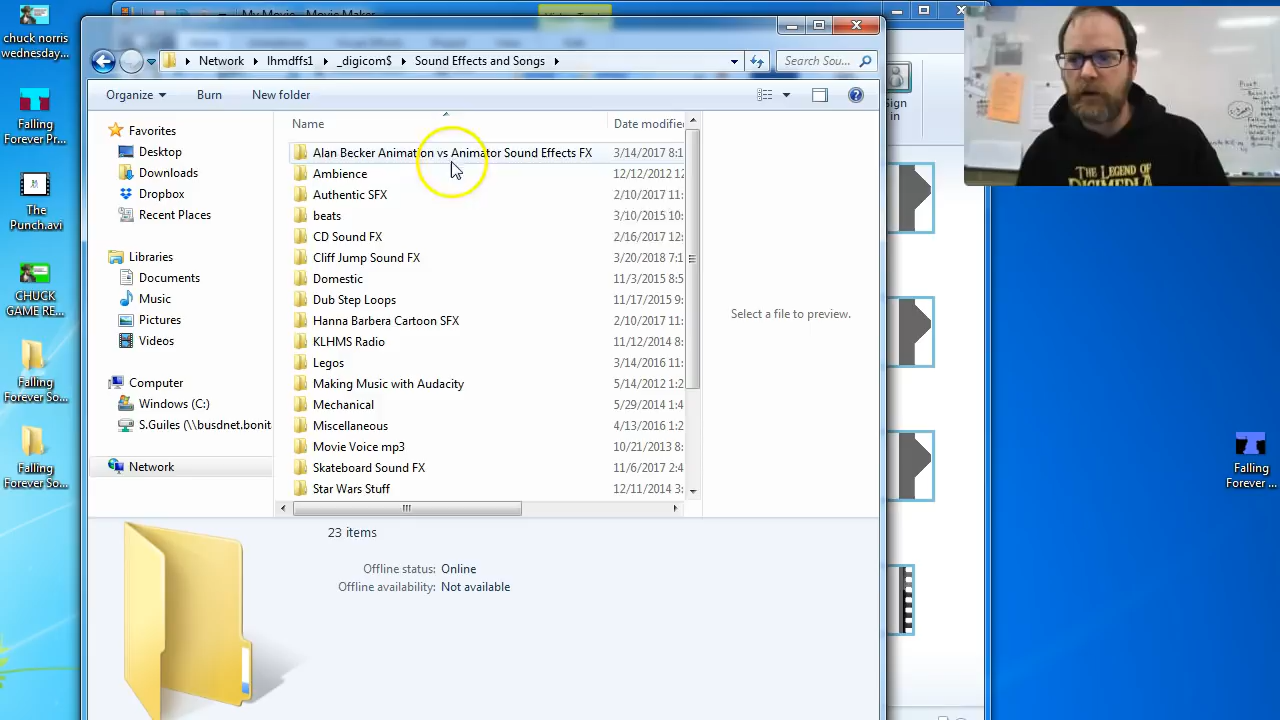 chuck norris
wednesday...
Falling
Forever Pr...
The
Punch.avi
CHUCK
GAME RE...
Falling
Forever So...
Falling
Forever So...
My Movie - Movie Maker
Network
lhmdffs1
_digicom$
Sound Effects and Songs
Search Sou...
Organize
Burn
New folder
Favorites
Desktop
Downloads
Dropbox
Recent Places
Libraries
Documents
Music
Pictures
Videos
Computer
Windows (C:)
S.Guiles (\\busdnet.bonit
Network
Name
Date modifie
Alan Becker Animation vs Animator Sound Effects FX 3/14/2017 8:1
Ambience 12/12/2012 12
Authentic SFX 2/10/2017 11:
beats 3/10/2015 10:
CD Sound FX 2/16/2017 12:
Cliff Jump Sound FX 3/20/2018 7:1
Domestic 11/3/2015 8:5
Dub Step Loops 11/17/2015 9:
Hanna Barbera Cartoon SFX 2/10/2017 11:
KLHMS Radio 11/12/2014 8:
Legos 3/14/2016 11:
Making Music with Audacity 5/14/2012 1:2
Mechanical 5/29/2014 1:4
Miscellaneous 4/13/2016 1:2
Movie Voice mp3 10/21/2013 8:
Skateboard Sound FX 11/6/2017 2:4
Star Wars Stuff 12/11/2014 3:
Select a file to preview.
23 items
Offline status: Online
Offline availability: Not available
Sign
in
THE LEGEND OF
DIGIMEDIA
Falling
Forever ...